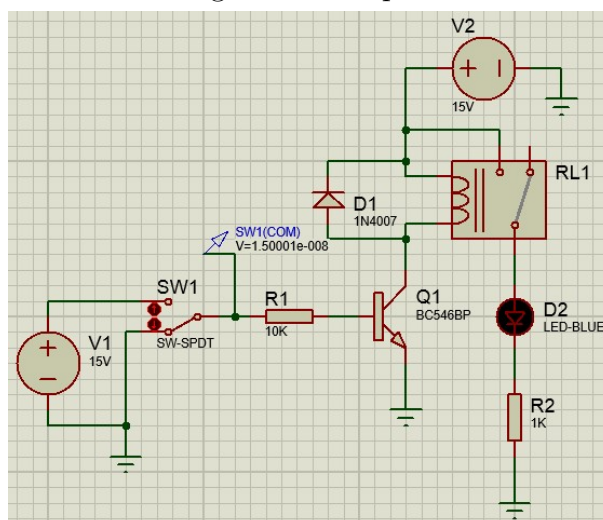 V2
15V
RL1
D1
1N4007
SW1(COM)
V=1.50001e-008
SW1
R1
Q1
BC546BP
D2
LED-BLUE
V1
15V
SW-SPDT
10K
R2
1K